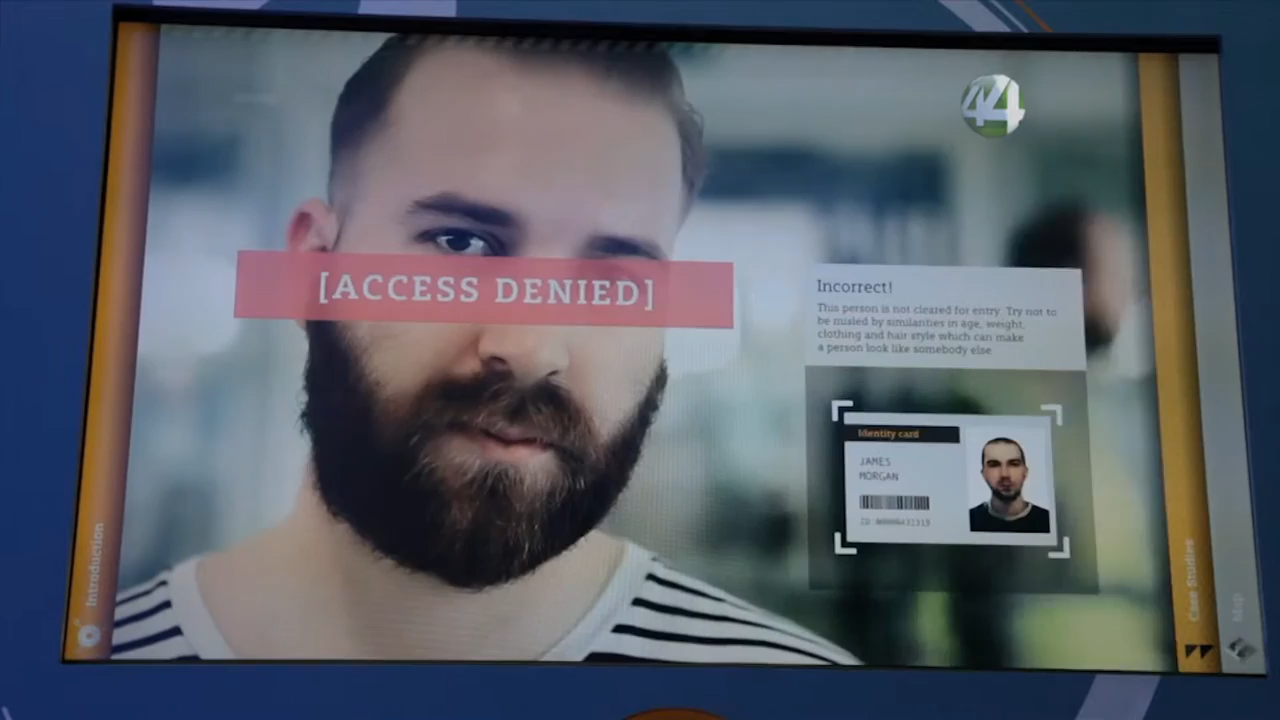 44
[ACCESS DENIED]
Incorrect!
This person is not cleared for entry. Try not to
be misled by similarities in age, weight,
clothing and hair style which can make
a person look like somebody else
Identity card
JAMES
MORGAN
Introduction
Case Studies
Map